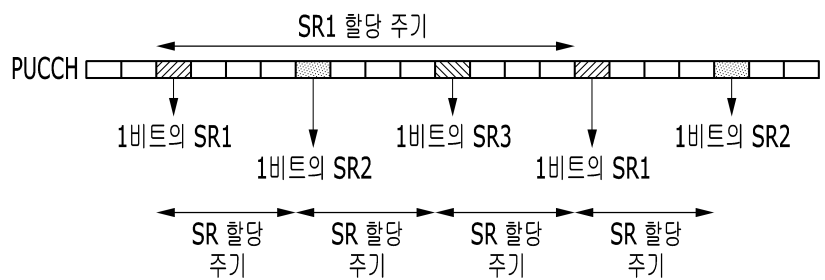 SR1 할당 주기
PUCCH
1비트의 SR1
1비트의 SR2
1비트의 SR3
1비트의 SR1
1비트의 SR2
SR 할당
주기
SR 할당
주기
SR 할당
주기
SR 할당
주기